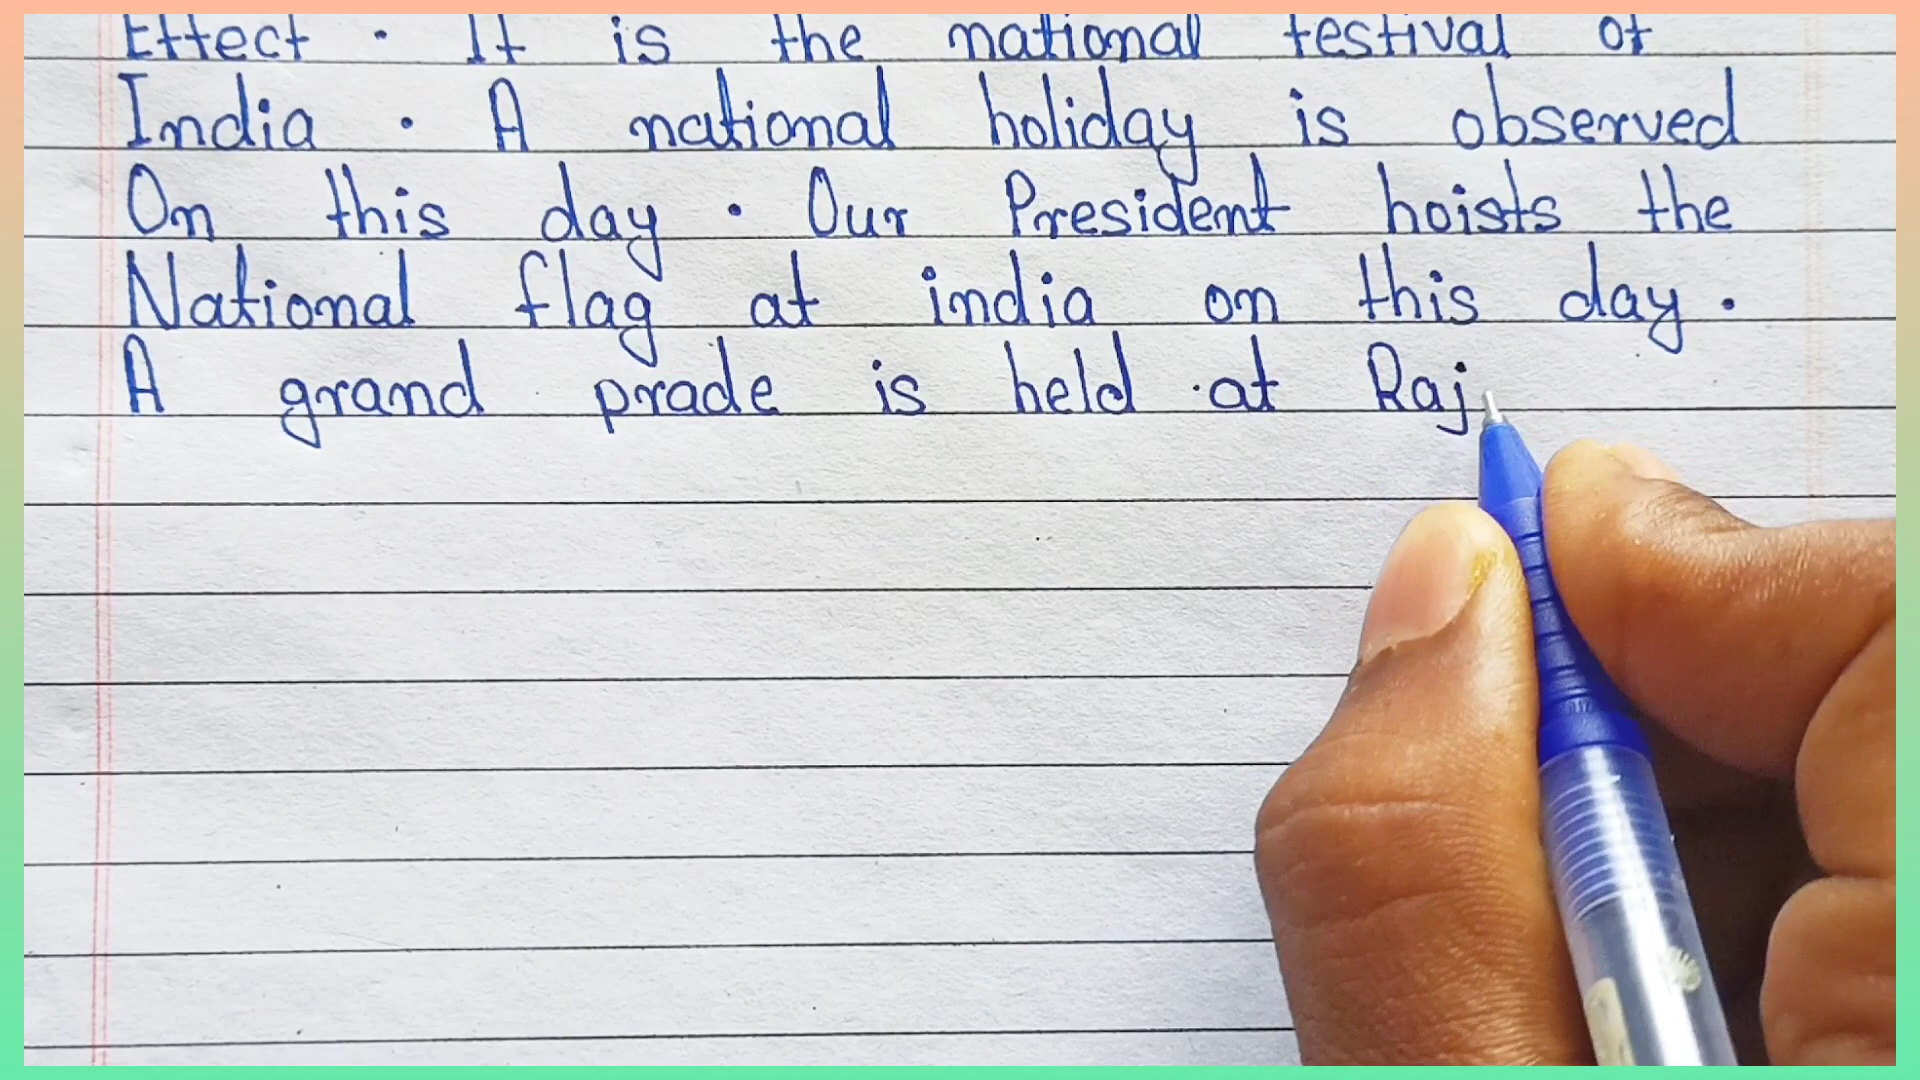 Effect. It is the national festival of
India. A national holiday is observed
On this day. Our President hoists the
National flag at india on this day.
A grand prade is held at Raj